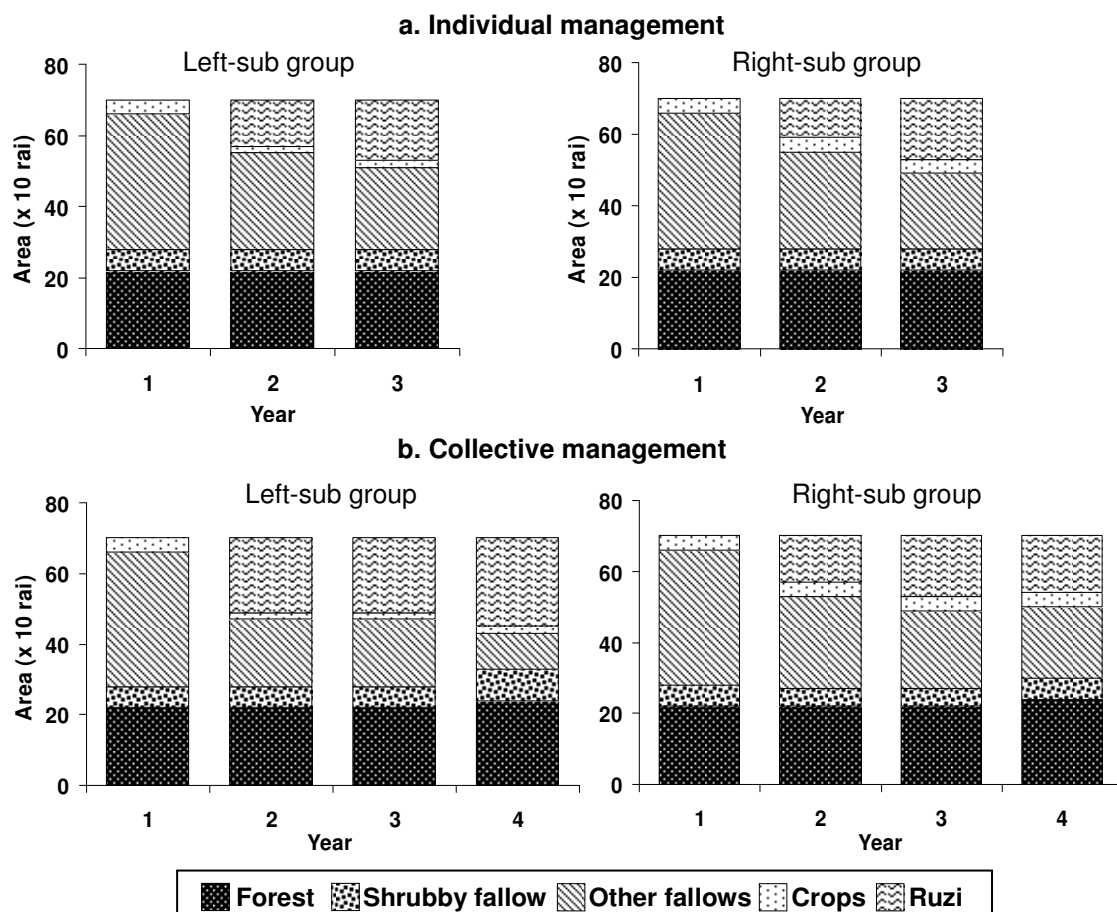 a. Individual management
Left-sub group
Area (x 10 rai)
80
60
40
20
0
1 2 3
Year
Right-sub group
Area (x 10 rai)
80
60
40
20
0
1 2 3
Year
b. Collective management
Left-sub group
Area (x 10 rai)
80
60
40
20
0
1 2 3 4
Year
Right-sub group
80
60
40
20
0
1 2 3 4
Year
Forest Shrubby fallow Other fallows Crops Ruzi